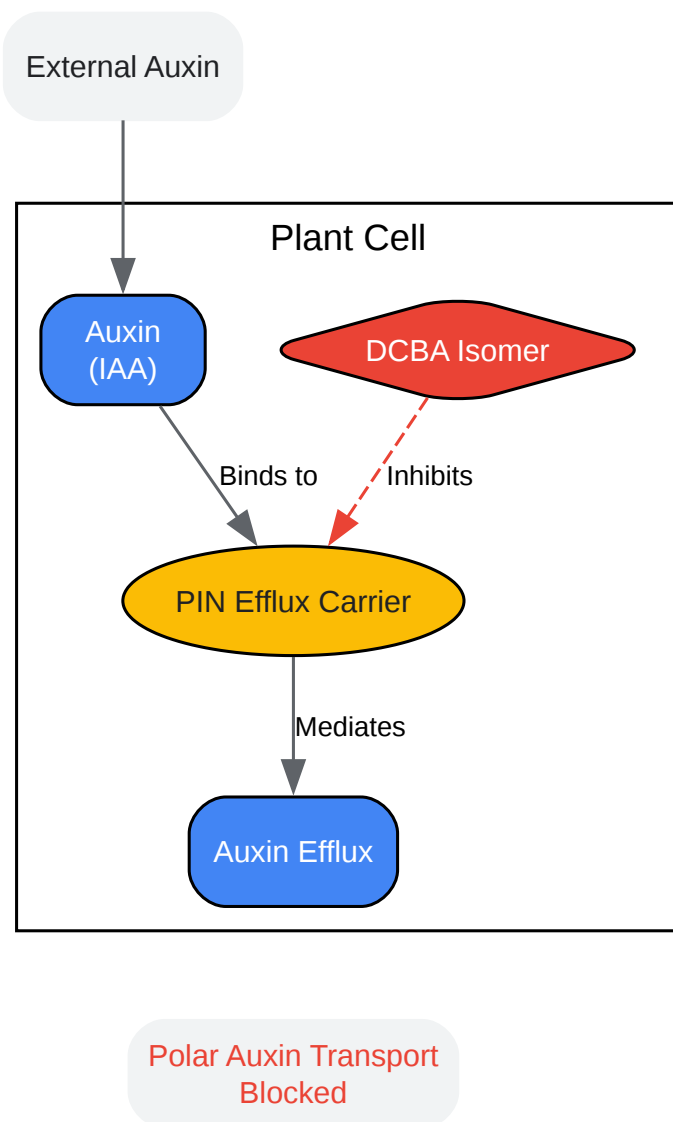 External Auxin
Plant Cell
Auxin
(IAA)
DCBA Isomer
Binds to
Inhibits
PIN Efflux Carrier
Mediates
Auxin Efflux
Polar Auxin Transport
Blocked